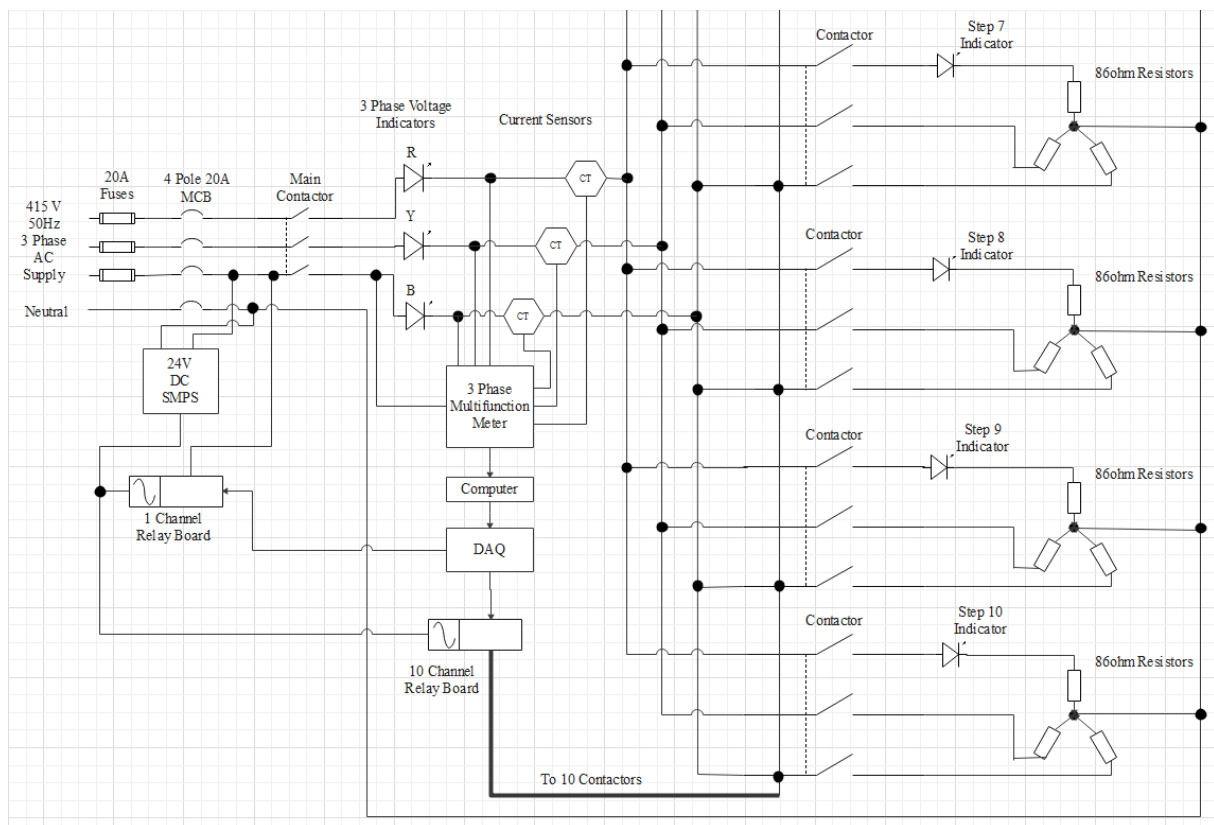 Step 7
Indicator
Contactor
86ohm Resistors
3 Phase Voltage
Indicators
Current Sensors
R
CT
20A
Fuses
4 Pole 20A
MCB
Main
Contactor
415 V
50Hz
3 Phase
AC
Supply
Neutral
Y
CT
B
CT
Contactor
Step 8
Indicator
86ohm Resistors
24V
DC
SMPS
3 Phase
Multifunction
Meter
Contactor
Step 9
Indicator
86ohm Resistors
Computer
1 Channel
Relay Board
DAQ
Contactor
Step 10
Indicator
86ohm Resistors
10 Channel
Relay Board
To 10 Contactors